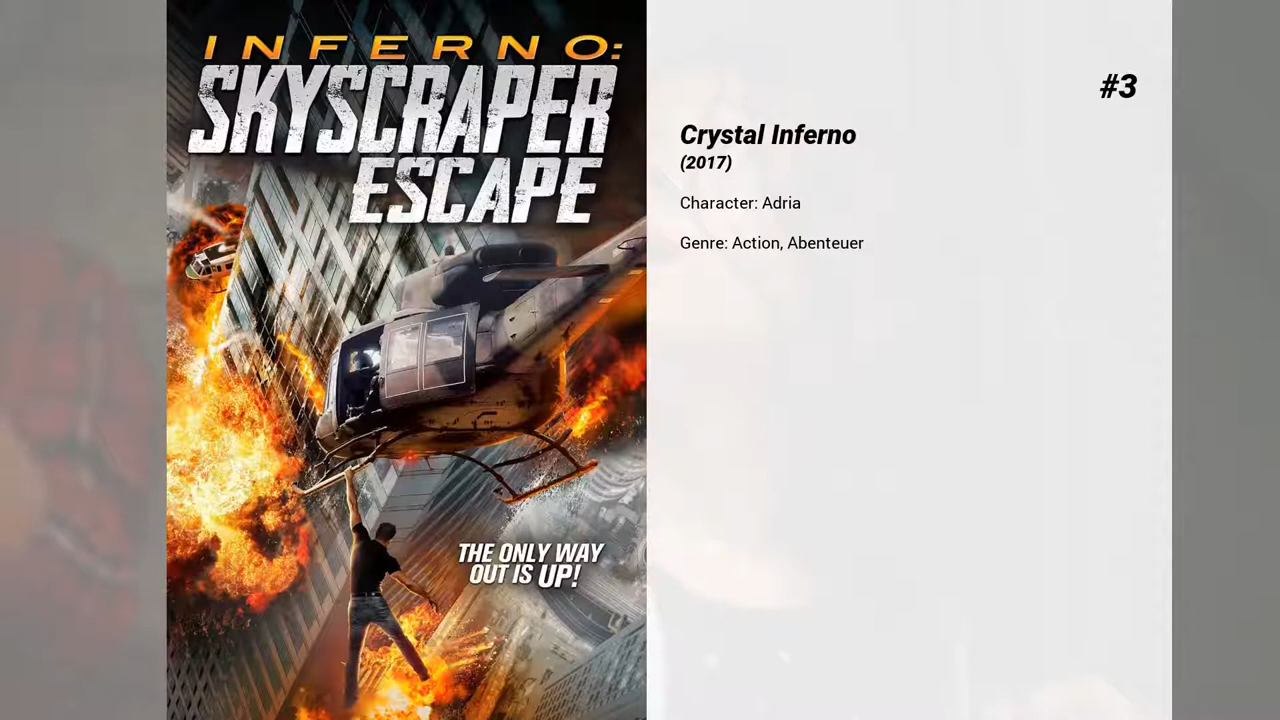 INFERNO:
SKYSCRAPER
ESCAPE
THE ONLY WAY
OUT IS UP!
#3
Crystal Inferno
(2017)
Character: Adria
Genre: Action, Abenteuer